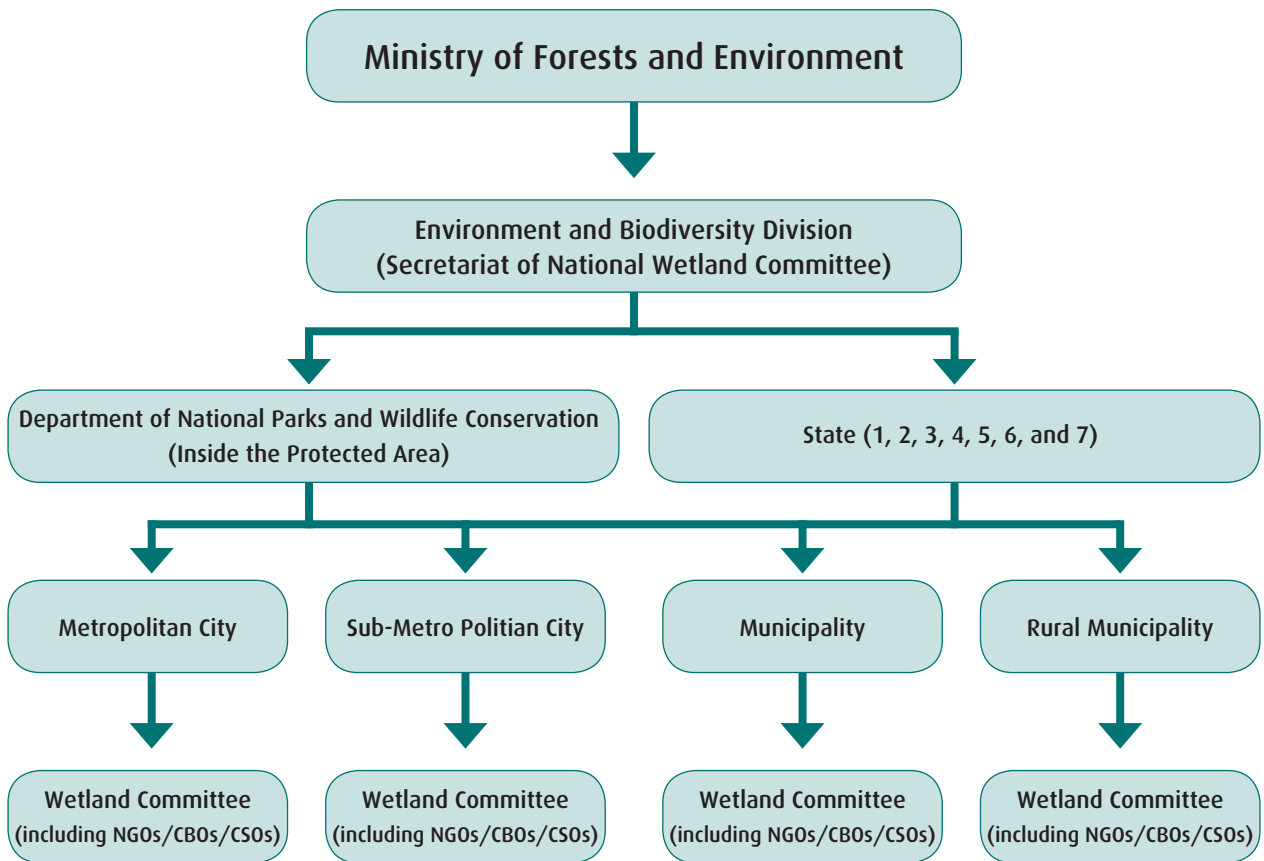 Ministry of Forests and Environment
Environment and Biodiversity Division
(Secretariat of National Wetland Committee)
Department of National Parks and Wildlife Conservation
(Inside the Protected Area)
State (1, 2, 3, 4, 5, 6, and 7)
Metropolitan City
Sub-Metro Politian City
Municipality
Rural Municipality
Wetland Committee
(including NGOs/CBOs/CSOs)
Wetland Committee
(including NGOs/CBOs/CSOs)
Wetland Committee
(including NGOs/CBOs/CSOs)
Wetland Committee
(including NGOs/CBOs/CSOs)